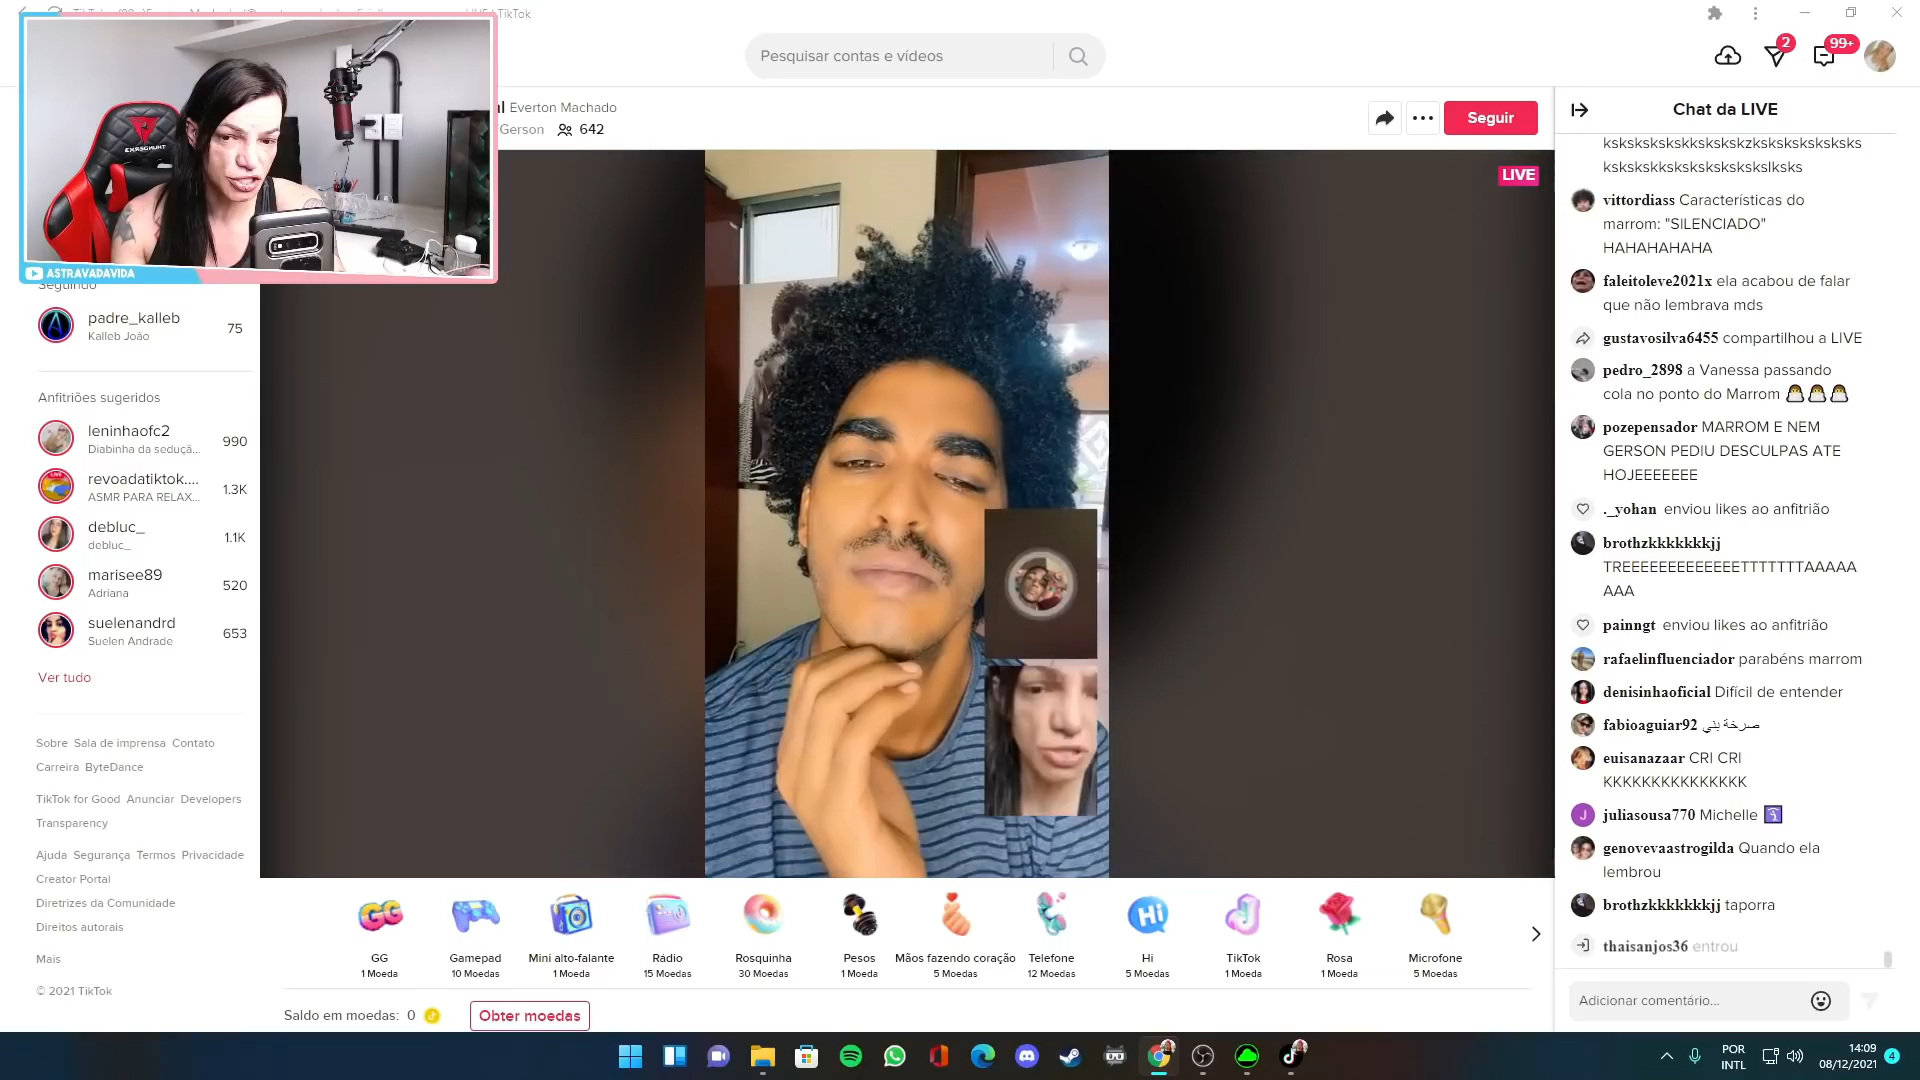 LIVE | TikTok
Pesquisar contas e vídeos
2
99+
Everton Machado
Gerson 642
Seguir
LIVE
ASTRAVADAVIDA
Seguindo
padre_kalleb
Kalleb João
75
Anfitriões sugeridos
leninhaofc2
Diabinha da seduçã...
990
revoadatiktok....
ASMR PARA RELAX...
1.3K
debluc_
debluc_
1.1K
marisee89
Adriana
520
suelenandrd
Suelen Andrade
653
Ver tudo
Sobre Sala de imprensa Contato
Carreira ByteDance
TikTok for Good Anunciar Developers
Transparency
Ajuda Segurança Termos Privacidade
Creator Portal
Diretrizes da Comunidade
Direitos autorais
Mais
© 2021 TikTok
GG
1 Moeda
Gamepad
10 Moedas
Mini alto-falante
1 Moeda
Rádio
15 Moedas
Rosquinha
30 Moedas
Pesos
1 Moeda
Mãos fazendo coração
5 Moedas
Telefone
12 Moedas
Hi
5 Moedas
TikTok
1 Moeda
Rosa
1 Moeda
Microfone
5 Moedas
Saldo em moedas: 0
Obter moedas
Chat da LIVE
vittordiass Características do
marrom: "SILENCIADO"
HAHAHAHAHA
faleitoleve2021x ela acabou de falar
que não lembrava mds
gustavosilva6455 compartilhou a LIVE
pedro_2898 a Vanessa passando
cola no ponto do Marrom
pozepensador MARROM E NEM
GERSON PEDIU DESCULPAS ATE
HOJEEEEEEE
._yohan enviou likes ao anfitrião
brothzkkkkkkkjj
TREEEEEEEEEEEEETTTTTTTAAAAA
AAA
painngt enviou likes ao anfitrião
rafaelinfluenciador parabéns marrom
denisinhaoficial Difícil de entender
fabioaguiar92 صرخة بني
euisanazaar CRI CRI
KKKKKKKKKKKKKKK
J
juliasousa770 Michelle
genovevaastrogilda Quando ela
lembrou
brothzkkkkkkkjj taporra
thaisanjos36 entrou
Adicionar comentário...
POR
INTL
14:09
08/12/2021
4